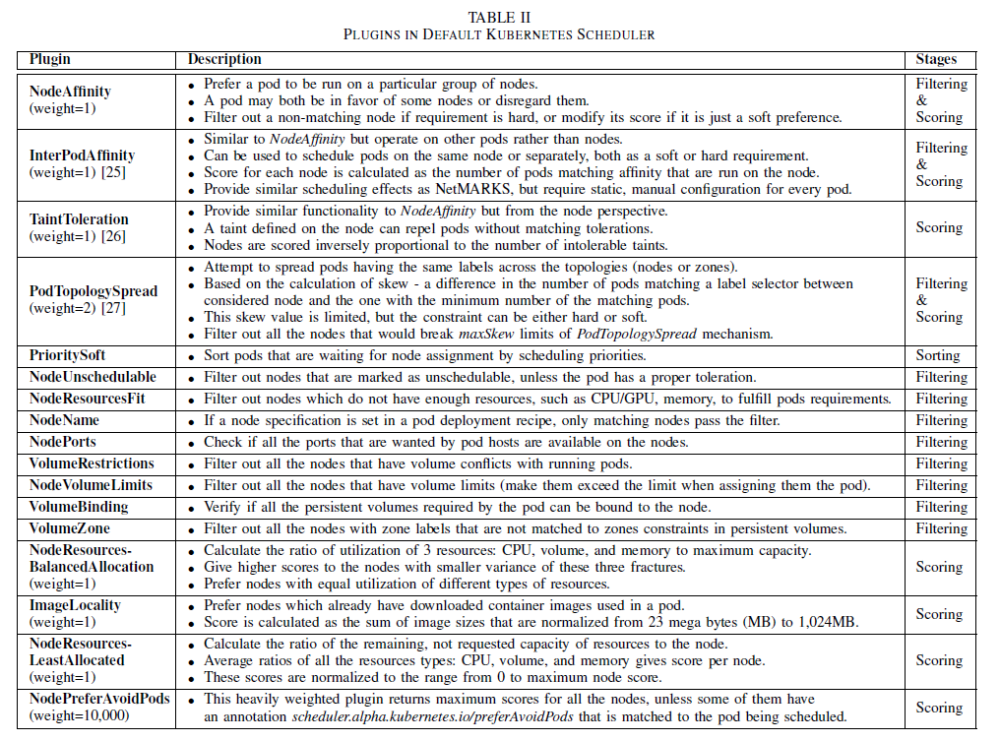 TABLE II
PLUGINS IN DEFAULT KUBERNETES SCHEDULER
Plugin Description Stages
NodeAffinity
(weight=1)
• Prefer a pod to be run on a particular group of nodes.
• A pod may both be in favor of some nodes or disregard them.
• Filter out a non-matching node if requirement is hard, or modify its score if it is just a soft preference.
Filtering
&
Scoring
InterPodAffinity
(weight=1) [25]
• Similar to NodeAffinity but operate on other pods rather than nodes.
• Can be used to schedule pods on the same node or separately, both as a soft or hard requirement.
• Score for each node is calculated as the number of pods matching affinity that are run on the node.
• Provide similar scheduling effects as NetMARKS, but require static, manual configuration for every pod.
Filtering
&
Scoring
TaintToleration
(weight=1) [26]
• Provide similar functionality to NodeAffinity but from the node perspective.
• A taint defined on the node can repel pods without matching tolerations.
• Nodes are scored inversely proportional to the number of intolerable taints.
Scoring
PodTopologySpread
(weight=2) [27]
• Attempt to spread pods having the same labels across the topologies (nodes or zones).
• Based on the calculation of skew - a difference in the number of pods matching a label selector between
considered node and the one with the minimum number of the matching pods.
• This skew value is limited, but the constraint can be either hard or soft.
• Filter out all the nodes that would break maxSkew limits of PodTopologySpread mechanism.
Filtering
&
Scoring
PrioritySoft • Sort pods that are waiting for node assignment by scheduling priorities. Sorting
NodeUnschedulable • Filter out nodes that are marked as unschedulable, unless the pod has a proper toleration. Filtering
NodeResourcesFit • Filter out nodes which do not have enough resources, such as CPU/GPU, memory, to fulfill pods requirements. Filtering
NodeName • If a node specification is set in a pod deployment recipe, only matching nodes pass the filter. Filtering
NodePorts • Check if all the ports that are wanted by pod hosts are available on the nodes. Filtering
VolumeRestrictions • Filter out all the nodes that have volume conflicts with running pods. Filtering
NodeVolumeLimits • Filter out all the nodes that have volume limits (make them exceed the limit when assigning them the pod). Filtering
VolumeBinding • Verify if all the persistent volumes required by the pod can be bound to the node. Filtering
VolumeZone • Filter out all the nodes with zone labels that are not matched to zones constraints in persistent volumes. Filtering
NodeResources-
BalancedAllocation
(weight=1)
• Calculate the ratio of utilization of 3 resources: CPU, volume, and memory to maximum capacity.
• Give higher scores to the nodes with smaller variance of these three fractures.
• Prefer nodes with equal utilization of different types of resources.
Scoring
ImageLocality
(weight=1)
• Prefer nodes which already have downloaded container images used in a pod.
• Score is calculated as the sum of image sizes that are normalized from 23 mega bytes (MB) to 1,024MB.
Scoring
NodeResources-
LeastAllocated
(weight=1)
• Calculate the ratio of the remaining, not requested capacity of resources to the node.
• Average ratios of all the resources types: CPU, volume, and memory gives score per node.
• These scores are normalized to the range from 0 to maximum node score.
Scoring
NodePreferAvoidPods
(weight=10,000)
• This heavily weighted plugin returns maximum scores for all the nodes, unless some of them have
an annotation scheduler.alpha.kubernetes.io/preferAvoidPods that is matched to the pod being scheduled.
Scoring